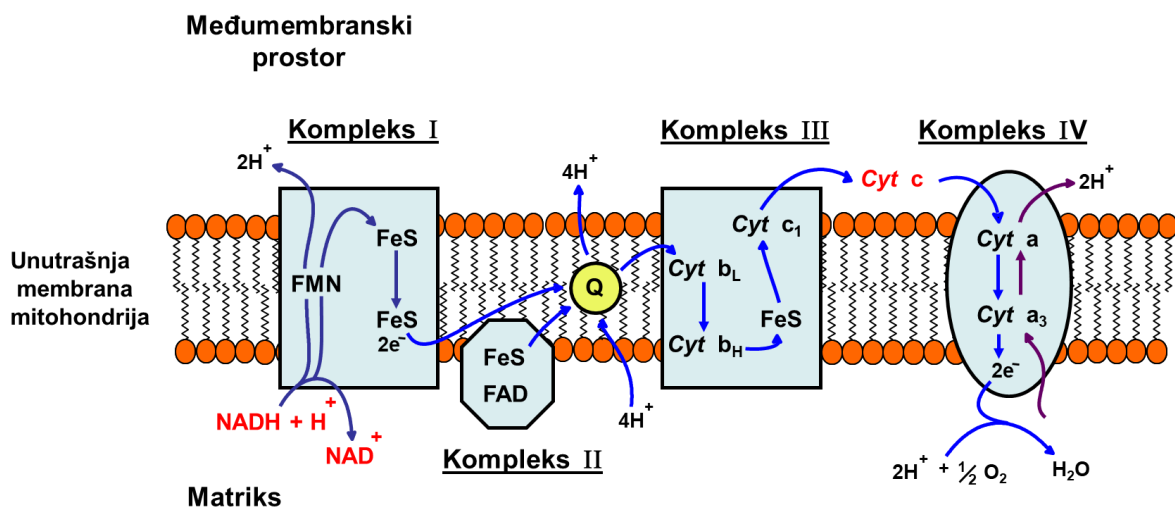 Međumembranski
prostor
Kompleks I
Kompleks III
Kompleks IV
2H+
4H+
Cyt c
2H+
FeS
Cyt c1
Cyt a
Unutrašnja
membrana
mitohondrija
FMN
Q
Cyt bL
FeS
2e-
FeS
Cyt a3
FeS
FAD
Cyt bH
2e-
NADH + H+
4H+
NAD+
Kompleks II
2H+ + ½ O2
H2O
Matriks